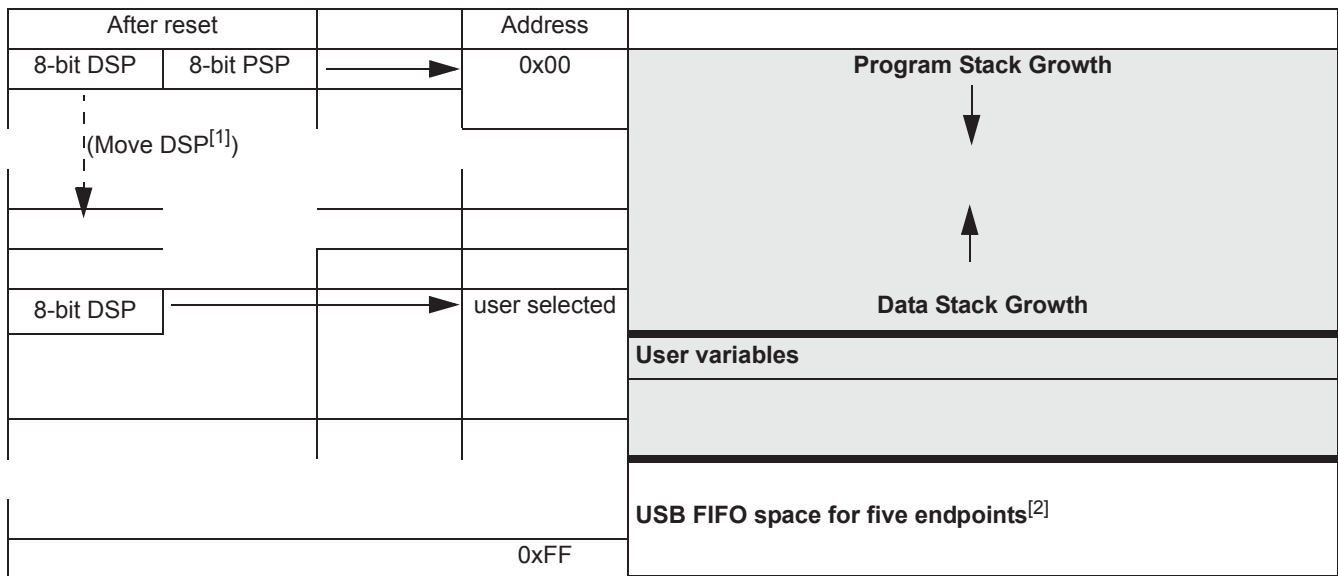 After reset Address
8-bit DSP 8-bit PSP 0x00 Program Stack Growth
(Move DSP[1])
8-bit DSP user selected Data Stack Growth
User variables
USB FIFO space for five endpoints[2]
0xFF